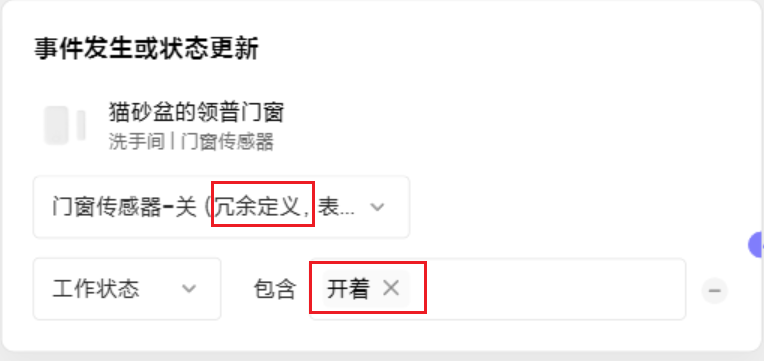 事件发生或状态更新
猫砂盆的领普门窗
洗手间 | 门窗传感器
门窗传感器-关 (冗余定义, 表...
工作状态 包含 开着 ×